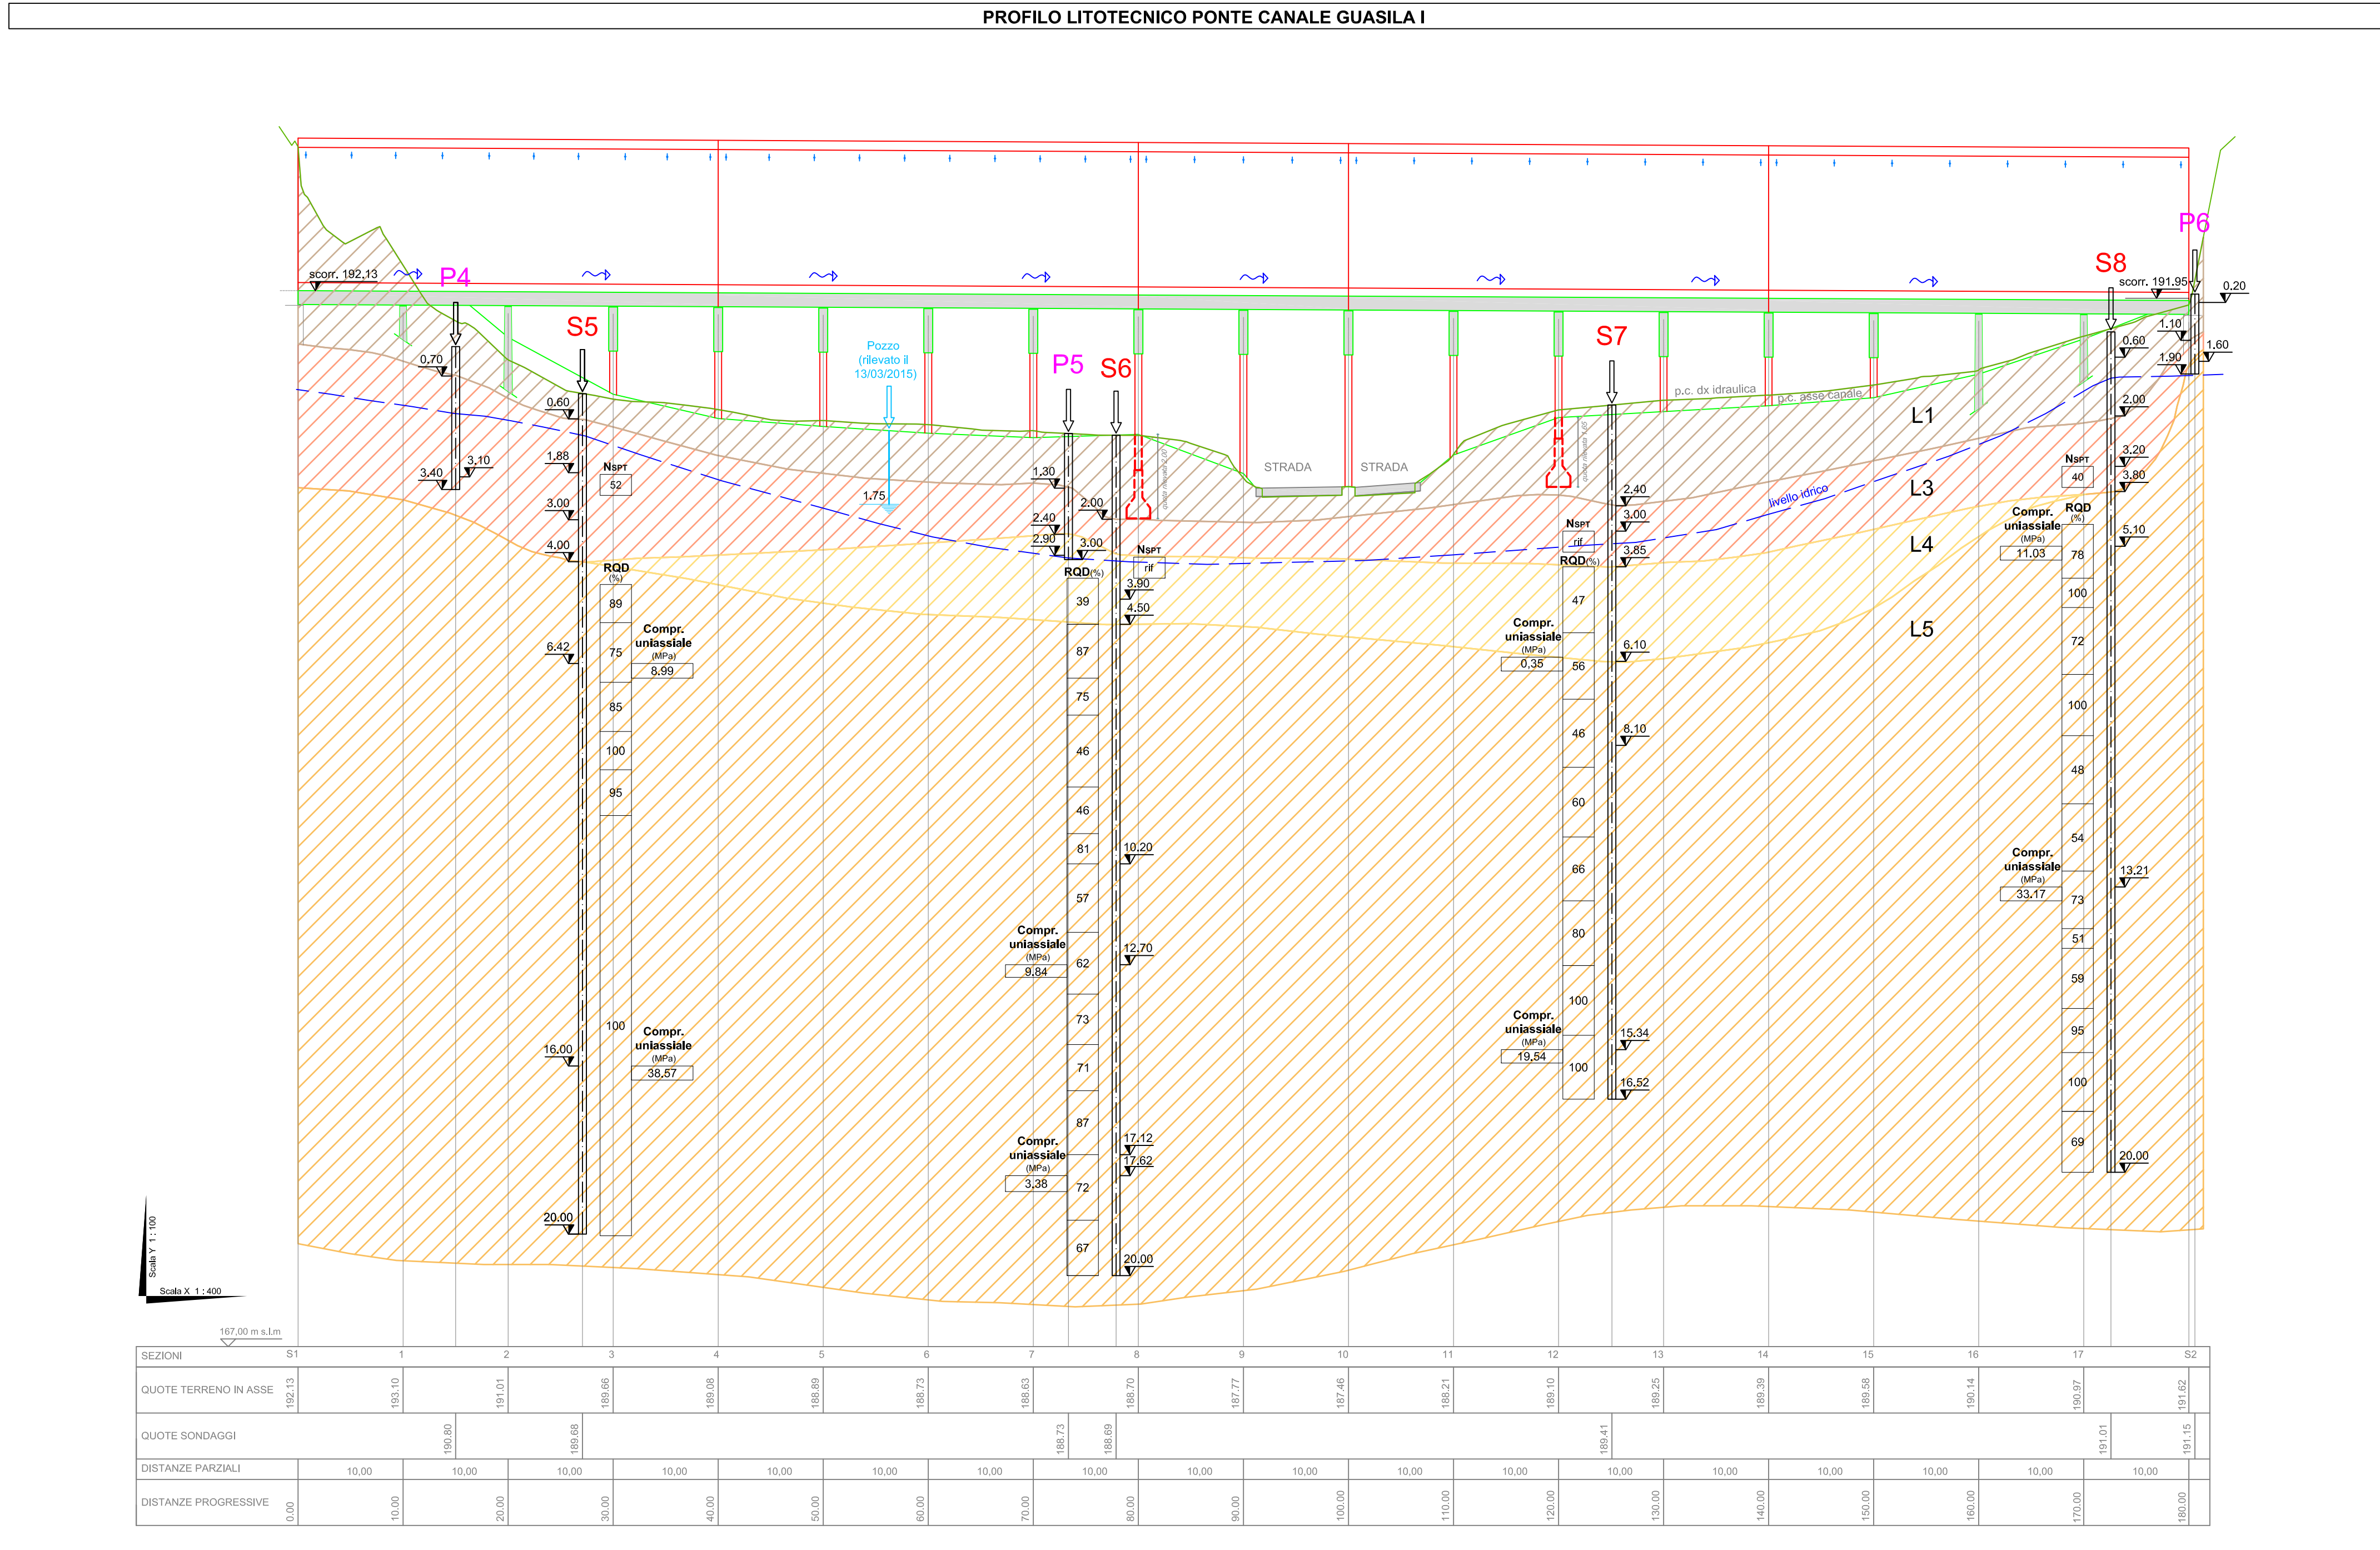 PROFILO LITOTECNICO PONTE CANALE GUASILA I
scorr. 192,13
P4
S5
Pozzo
(rilevato il
13/03/2015)
P5
S6
S7
S8
P6
scorr. 191.95
0.20
1.10
1.60
1.90
0.60
2.00
3.20
3.80
5.10
13.21
20.00
0.70
3.10
3.40
0.60
1.88
3.00
4.00
6.42
16.00
20.00
NSPT
52
RQD
(%)
89
75
85
100
95
100
Compr.
uniassiale
(MPa)
8.99
Compr.
uniassiale
(MPa)
38,57
1.75
1.30
2.40
2.90
2.00
3.00
NSPT
rif
3.90
4.50
10.20
12.70
17.12
17.62
20.00
quota rilevata 2,00
RQD(%)
39
87
75
46
46
81
57
62
73
71
87
72
67
Compr.
uniassiale
(MPa)
9.84
Compr.
uniassiale
(MPa)
3.38
STRADA
STRADA
quota rilevata 1,65
p.c. dx idraulica
p.c. asse canale
livello idrico
L1
L3
L4
L5
NSPT
rif
RQD(%)
47
56
46
60
66
80
100
100
Compr.
uniassiale
(MPa)
0,35
Compr.
uniassiale
(MPa)
19.54
2.40
3.00
3.85
6.10
8.10
15.34
16.52
NSPT
40
RQD
(%)
78
100
72
100
48
54
73
51
59
95
100
69
Compr.
uniassiale
(MPa)
11.03
Compr.
uniassiale
(MPa)
33.17
Scala Y 1 : 100
Scala X 1 : 400
167,00 m s.l.m
SEZIONI S1 1 2 3 4 5 6 7 8 9 10 11 12 13 14 15 16 17 S2
QUOTE TERRENO IN ASSE 192.13 193.10 191.01 189.66 189.08 188.89 188.73 188.63 188.70 187.77 187.46 188.21 189.10 189.25 189.39 189.58 190.14 190.97 191.62
QUOTE SONDAGGI 190.80 189.68 188.73 188.69 189.41 191.01 191.15
DISTANZE PARZIALI 10,00 10,00 10,00 10,00 10,00 10,00 10,00 10,00 10,00 10,00 10,00 10,00 10,00 10,00 10,00 10,00 10,00 10,00
DISTANZE PROGRESSIVE 0.00 10.00 20.00 30.00 40.00 50.00 60.00 70.00 80.00 90.00 100.00 110.00 120.00 130.00 140.00 150.00 160.00 170.00 180.00